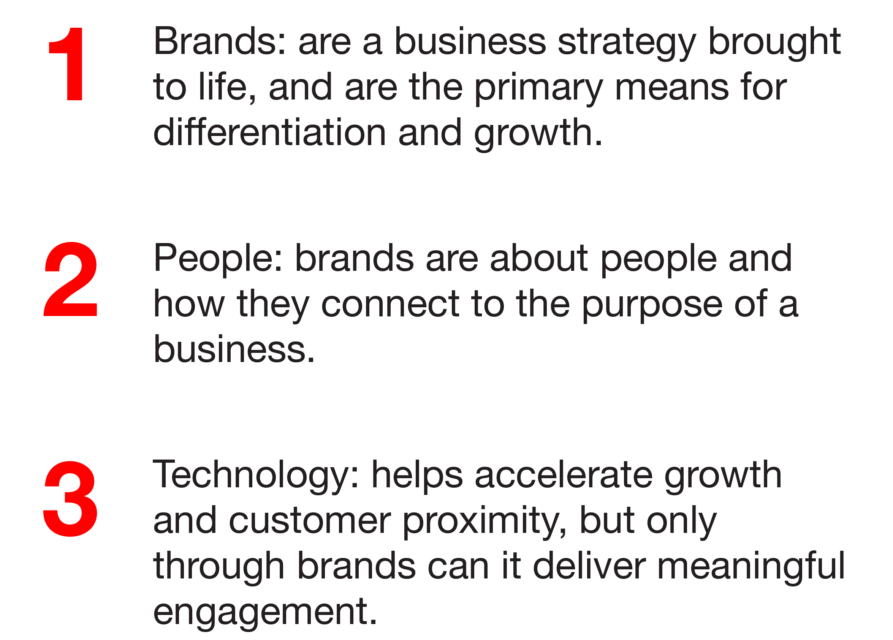 1
Brands: are a business strategy brought
to life, and are the primary means for
differentiation and growth.
2
People: brands are about people and
how they connect to the purpose of a
business.
3
Technology: helps accelerate growth
and customer proximity, but only
through brands can it deliver meaningful
engagement.